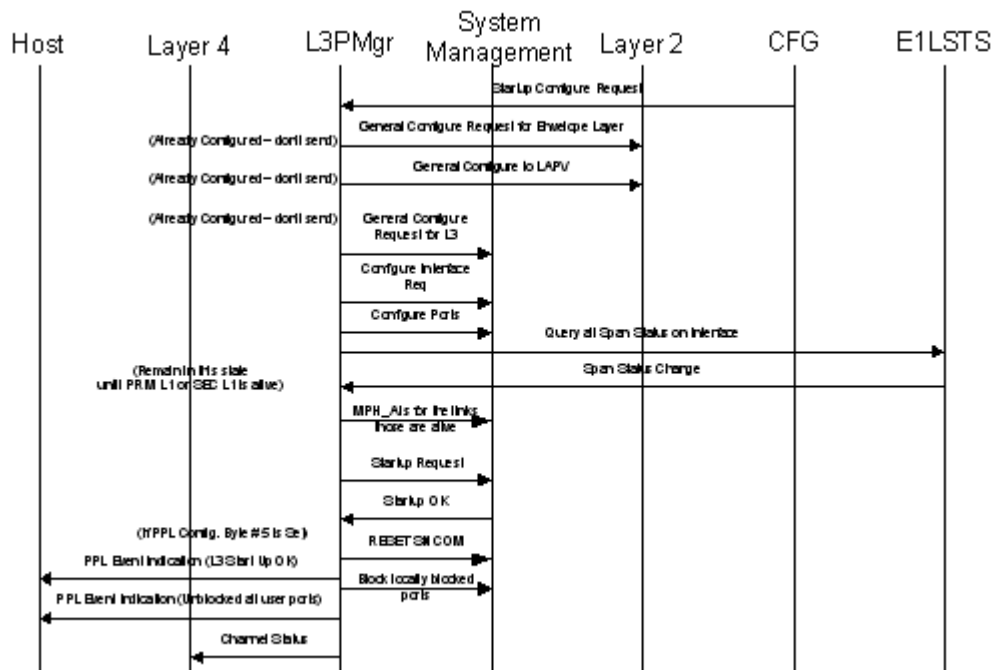 Host
Layer 4
L3PMgr
System
Management
Layer 2
CFG
E1LSTS
Startup Configure Request
General Configure Request for Envelope Layer
(Already Configured – don't send)
General Configure to LAPV
(Already Configured – don't send)
(Already Configured – don't send)
General Configure
Request for L3
Configure Interface
Req
Configure Ports
Query all Span Status on Interface
(Remain in this state
until PRM L1 or SEC L1 is alive)
Span Status Change
MPH_AIs for the links
those are alive
Startup Request
Startup OK
(If PPL Config. Byte #5 is Set)
RESET SN COM
PPL Event Indication (L3 Start Up OK)
Block locally blocked
ports
PPL Event Indication (Unblocked all user ports)
Channel Status